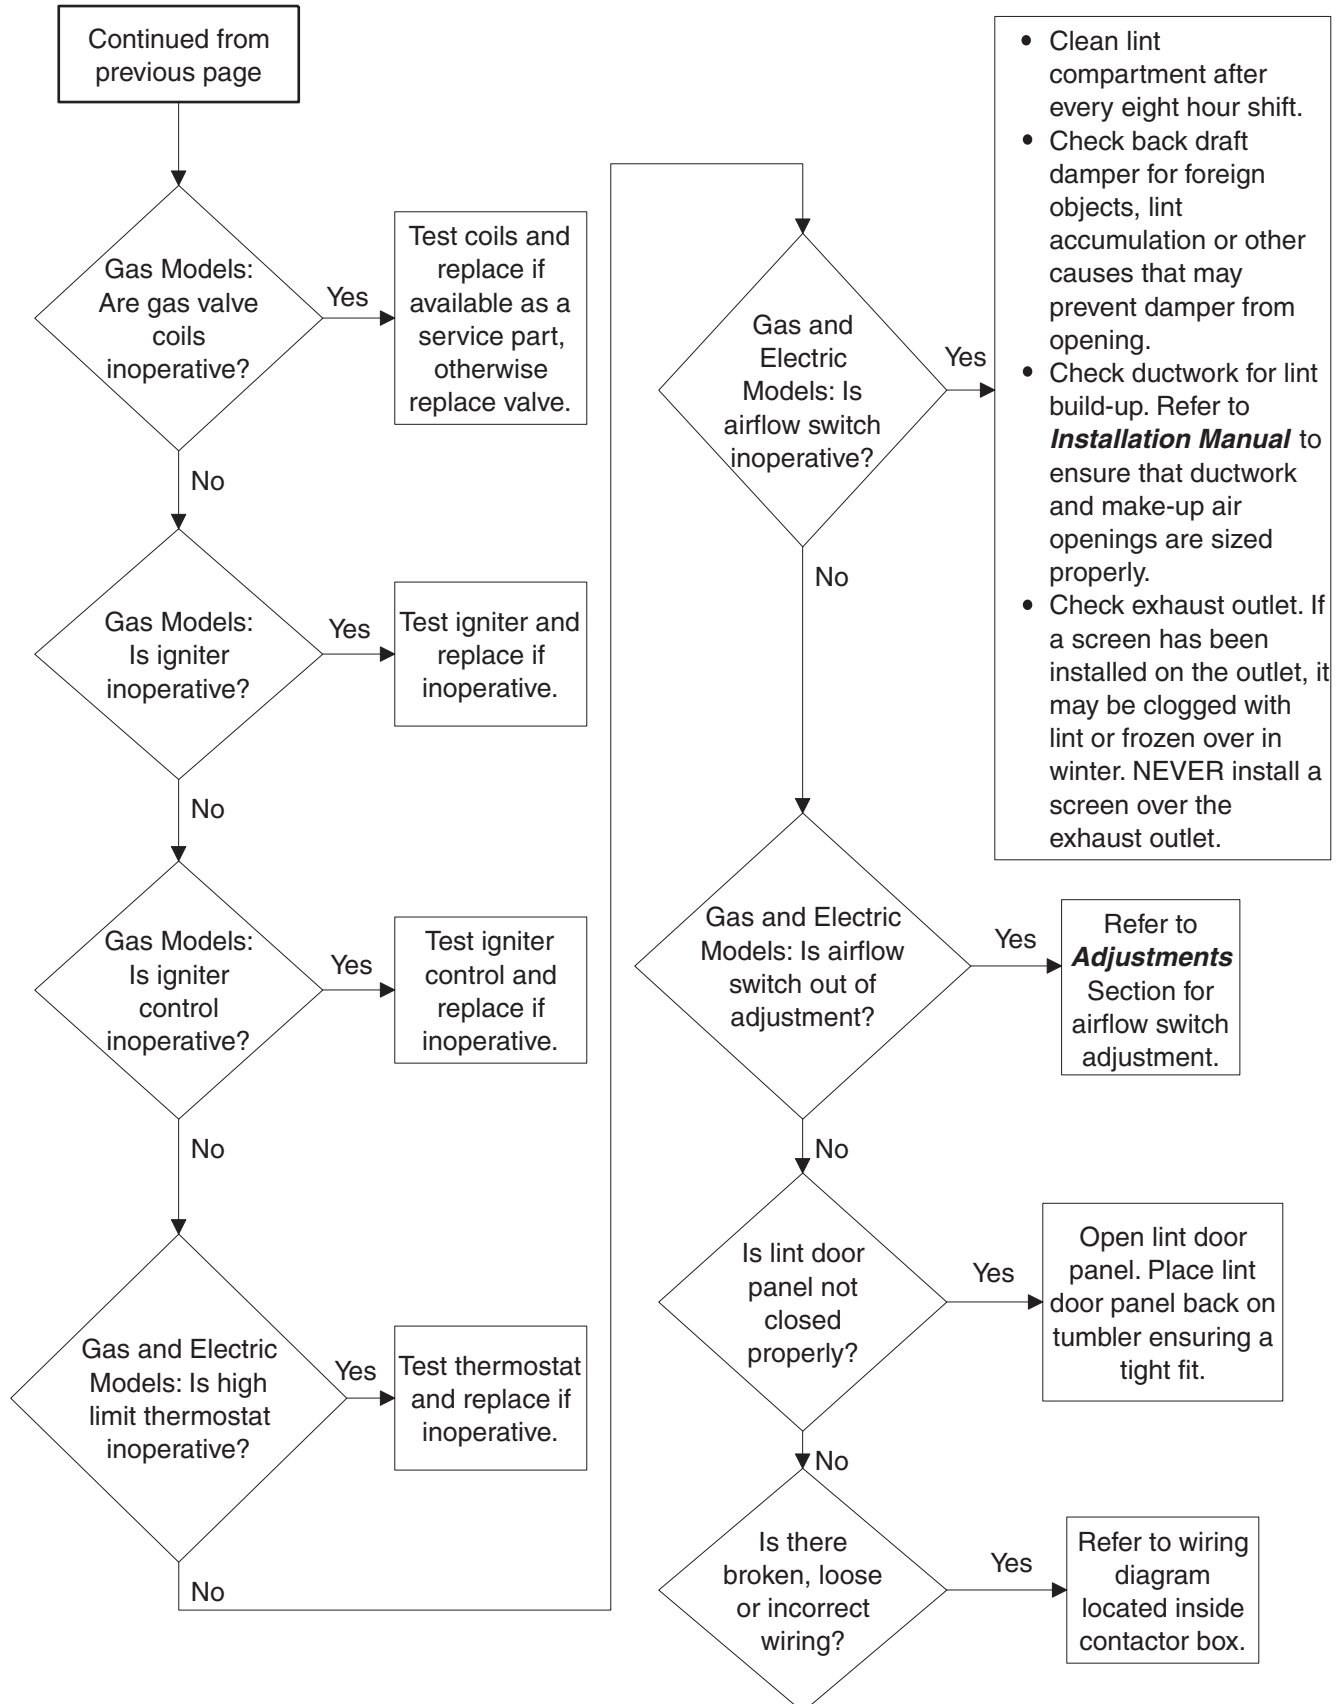 Continued from
previous page
Gas Models:
Are gas valve
coils
inoperative?
Yes
Test coils and
replace if
available as a
service part,
otherwise
replace valve.
No
Gas Models:
Is igniter
inoperative?
Yes
Test igniter and
replace if
inoperative.
No
Gas Models:
Is igniter
control
inoperative?
Yes
Test igniter
control and
replace if
inoperative.
No
Gas and Electric
Models: Is high
limit thermostat
inoperative?
Yes
Test thermostat
and replace if
inoperative.
No
Gas and
Electric
Models: Is
airflow switch
inoperative?
Yes
• Clean lint
compartment after
every eight hour shift.
• Check back draft
damper for foreign
objects, lint
accumulation or other
causes that may
prevent damper from
opening.
• Check ductwork for lint
build-up. Refer to
Installation Manual to
ensure that ductwork
and make-up air
openings are sized
properly.
• Check exhaust outlet. If
a screen has been
installed on the outlet, it
may be clogged with
lint or frozen over in
winter. NEVER install a
screen over the
exhaust outlet.
No
Gas and Electric
Models: Is airflow
switch out of
adjustment?
Yes
Refer to
Adjustments
Section for
airflow switch
adjustment.
No
Is lint door
panel not
closed
properly?
Yes
Open lint door
panel. Place lint
door panel back on
tumbler ensuring a
tight fit.
No
Is there
broken, loose
or incorrect
wiring?
Yes
Refer to wiring
diagram
located inside
contactor box.